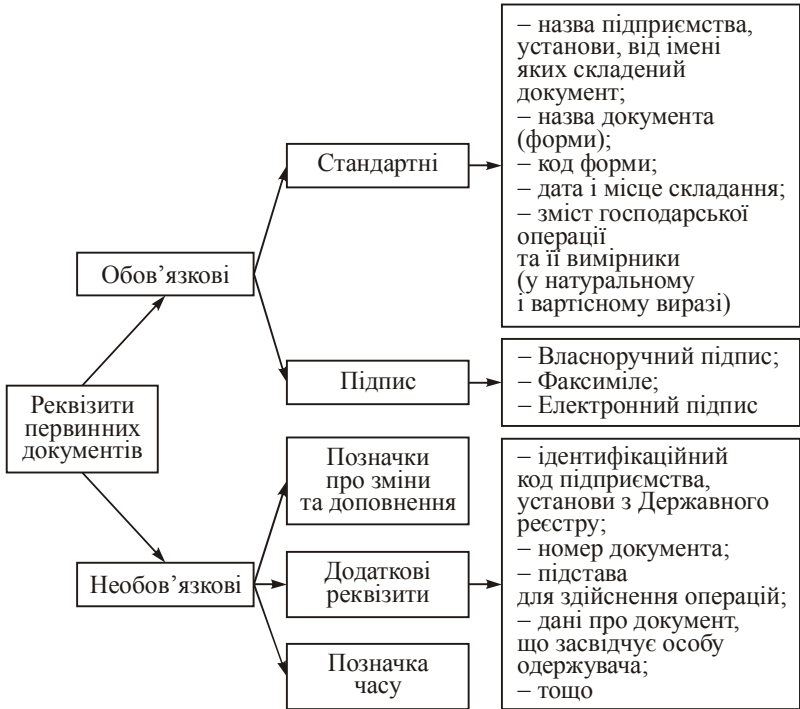 Реквізити
первинних
документів
Обов’язкові
Стандартні
– назва підприємства,
установи, від імені
яких складений
документ;
– назва документа
(форми);
– код форми;
– дата і місце складання;
– зміст господарської
операції
та її вимірники
(у натуральному
і вартісному виразі)
Підпис
– Власноручний підпис;
– Факсиміле;
– Електронний підпис
Необов’язкові
Позначки
про зміни
та доповнення
Додаткові
реквізити
– ідентифікаційний
код підприємства,
установи з Державного
реєстру;
– номер документа;
– підстава
для здійснення операцій;
– дані про документ,
що засвідчує особу
одержувача;
– тощо
Позначка
часу